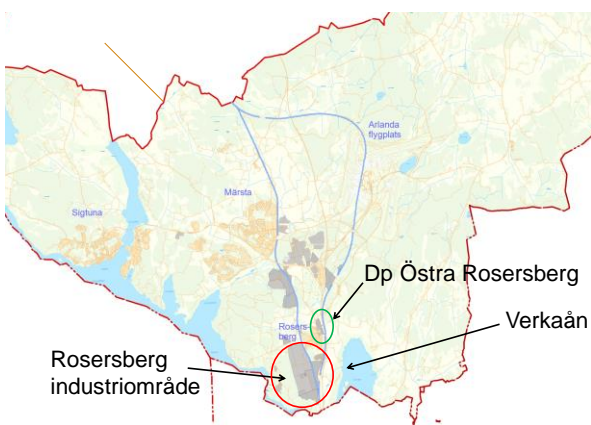 Arlanda
flygplats
Märsta
Sigtuna
Dp Östra Rosersberg
Rosers-
berg
Verkaån
Rosersberg
industriområde